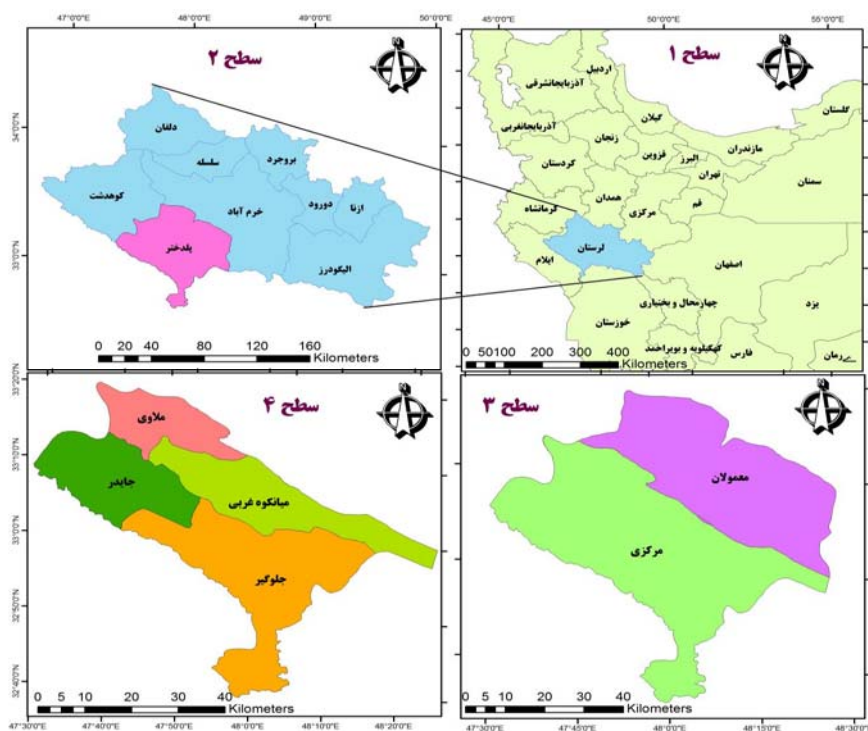 47°0'0"E 48°0'0"E 49°0'0"E 50°0'0"E
34°0'0"N
33°0'0"N
سطح ۲
دلفان
سلسله
بروجرد
کوهدشت
خرم آباد
دورود
ازنا
پلدختر
الیگودرز
0 20 40 80 120 160
Kilometers
45°0'0"E 50°0'0"E 55°0'0"E
سطح ۱
اردبیل
آذربایجانشرقی
آذربایجانغربی
گیلان
گلستان
زنجان
مازندران
کردستان
قزوین
البرز
تهران
سمنان
همدان
قم
مرکزی
کرمانشاه
لرستان
ایلام
اصفهان
چهارمحال و بختیاری
یزد
خوزستان
کهگیلویه و بویراحمد
فارس
رمان
0 50 100 200 300 400
Kilometers
سطح ۴
33°20'0"N
33°10'0"N
33°0'0"N
32°50'0"N
32°40'0"N
ملاوی
جایدر
میانکوه غربی
جلوگیر
0 5 10 20 30 40
Kilometers
47°30'0"E 47°40'0"E 47°50'0"E 48°0'0"E 48°10'0"E 48°20'0"E
سطح ۳
معمولان
مرکزی
0 5 10 20 30 40
Kilometers
47°30'0"E 47°45'0"E 48°0'0"E 48°15'0"E 48°30'0"E